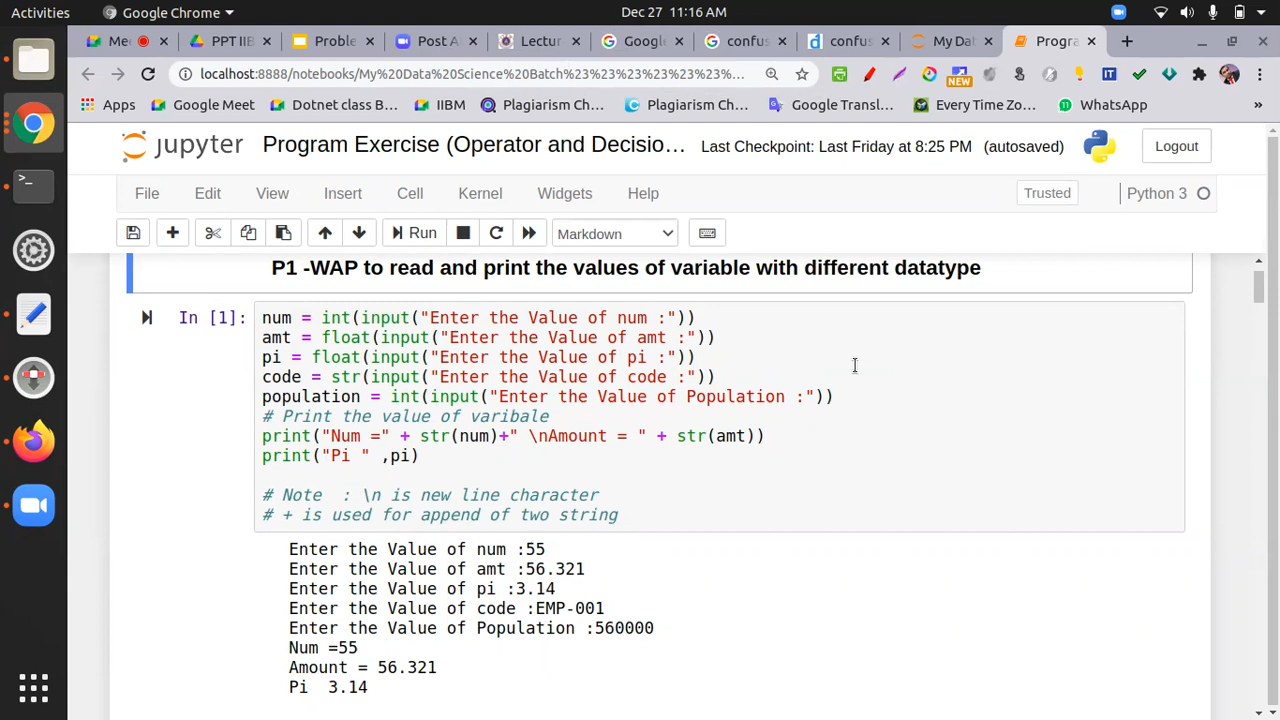 Activities Google Chrome Dec 27 11:16 AM
Mee PPT IIB Proble Post A Lectur Google confus confus My Dat Progra
localhost:8888/notebooks/My%20Data%20Science%20Batch%23%23%23%23%23%23%... NEW
Apps Google Meet Dotnet class B... IIBM Plagiarism Ch... Plagiarism Ch... Google Transl... Every Time Zo... WhatsApp »
jupyter Program Exercise (Operator and Decisio... Last Checkpoint: Last Friday at 8:25 PM (autosaved) Logout
File Edit View Insert Cell Kernel Widgets Help Trusted Python 3
Run Markdown
P1 -WAP to read and print the values of variable with different datatype
In [1]: num = int(input("Enter the Value of num :"))
amt = float(input("Enter the Value of amt :"))
pi = float(input("Enter the Value of pi :"))
code = str(input("Enter the Value of code :"))
population = int(input("Enter the Value of Population :"))
# Print the value of varibale
print("Num =" + str(num)+" \nAmount = " + str(amt))
print("Pi " ,pi)
# Note  : \n is new line character
# + is used for append of two string
Enter the Value of num :55
Enter the Value of amt :56.321
Enter the Value of pi :3.14
Enter the Value of code :EMP-001
Enter the Value of Population :560000
Num =55
Amount = 56.321
Pi  3.14